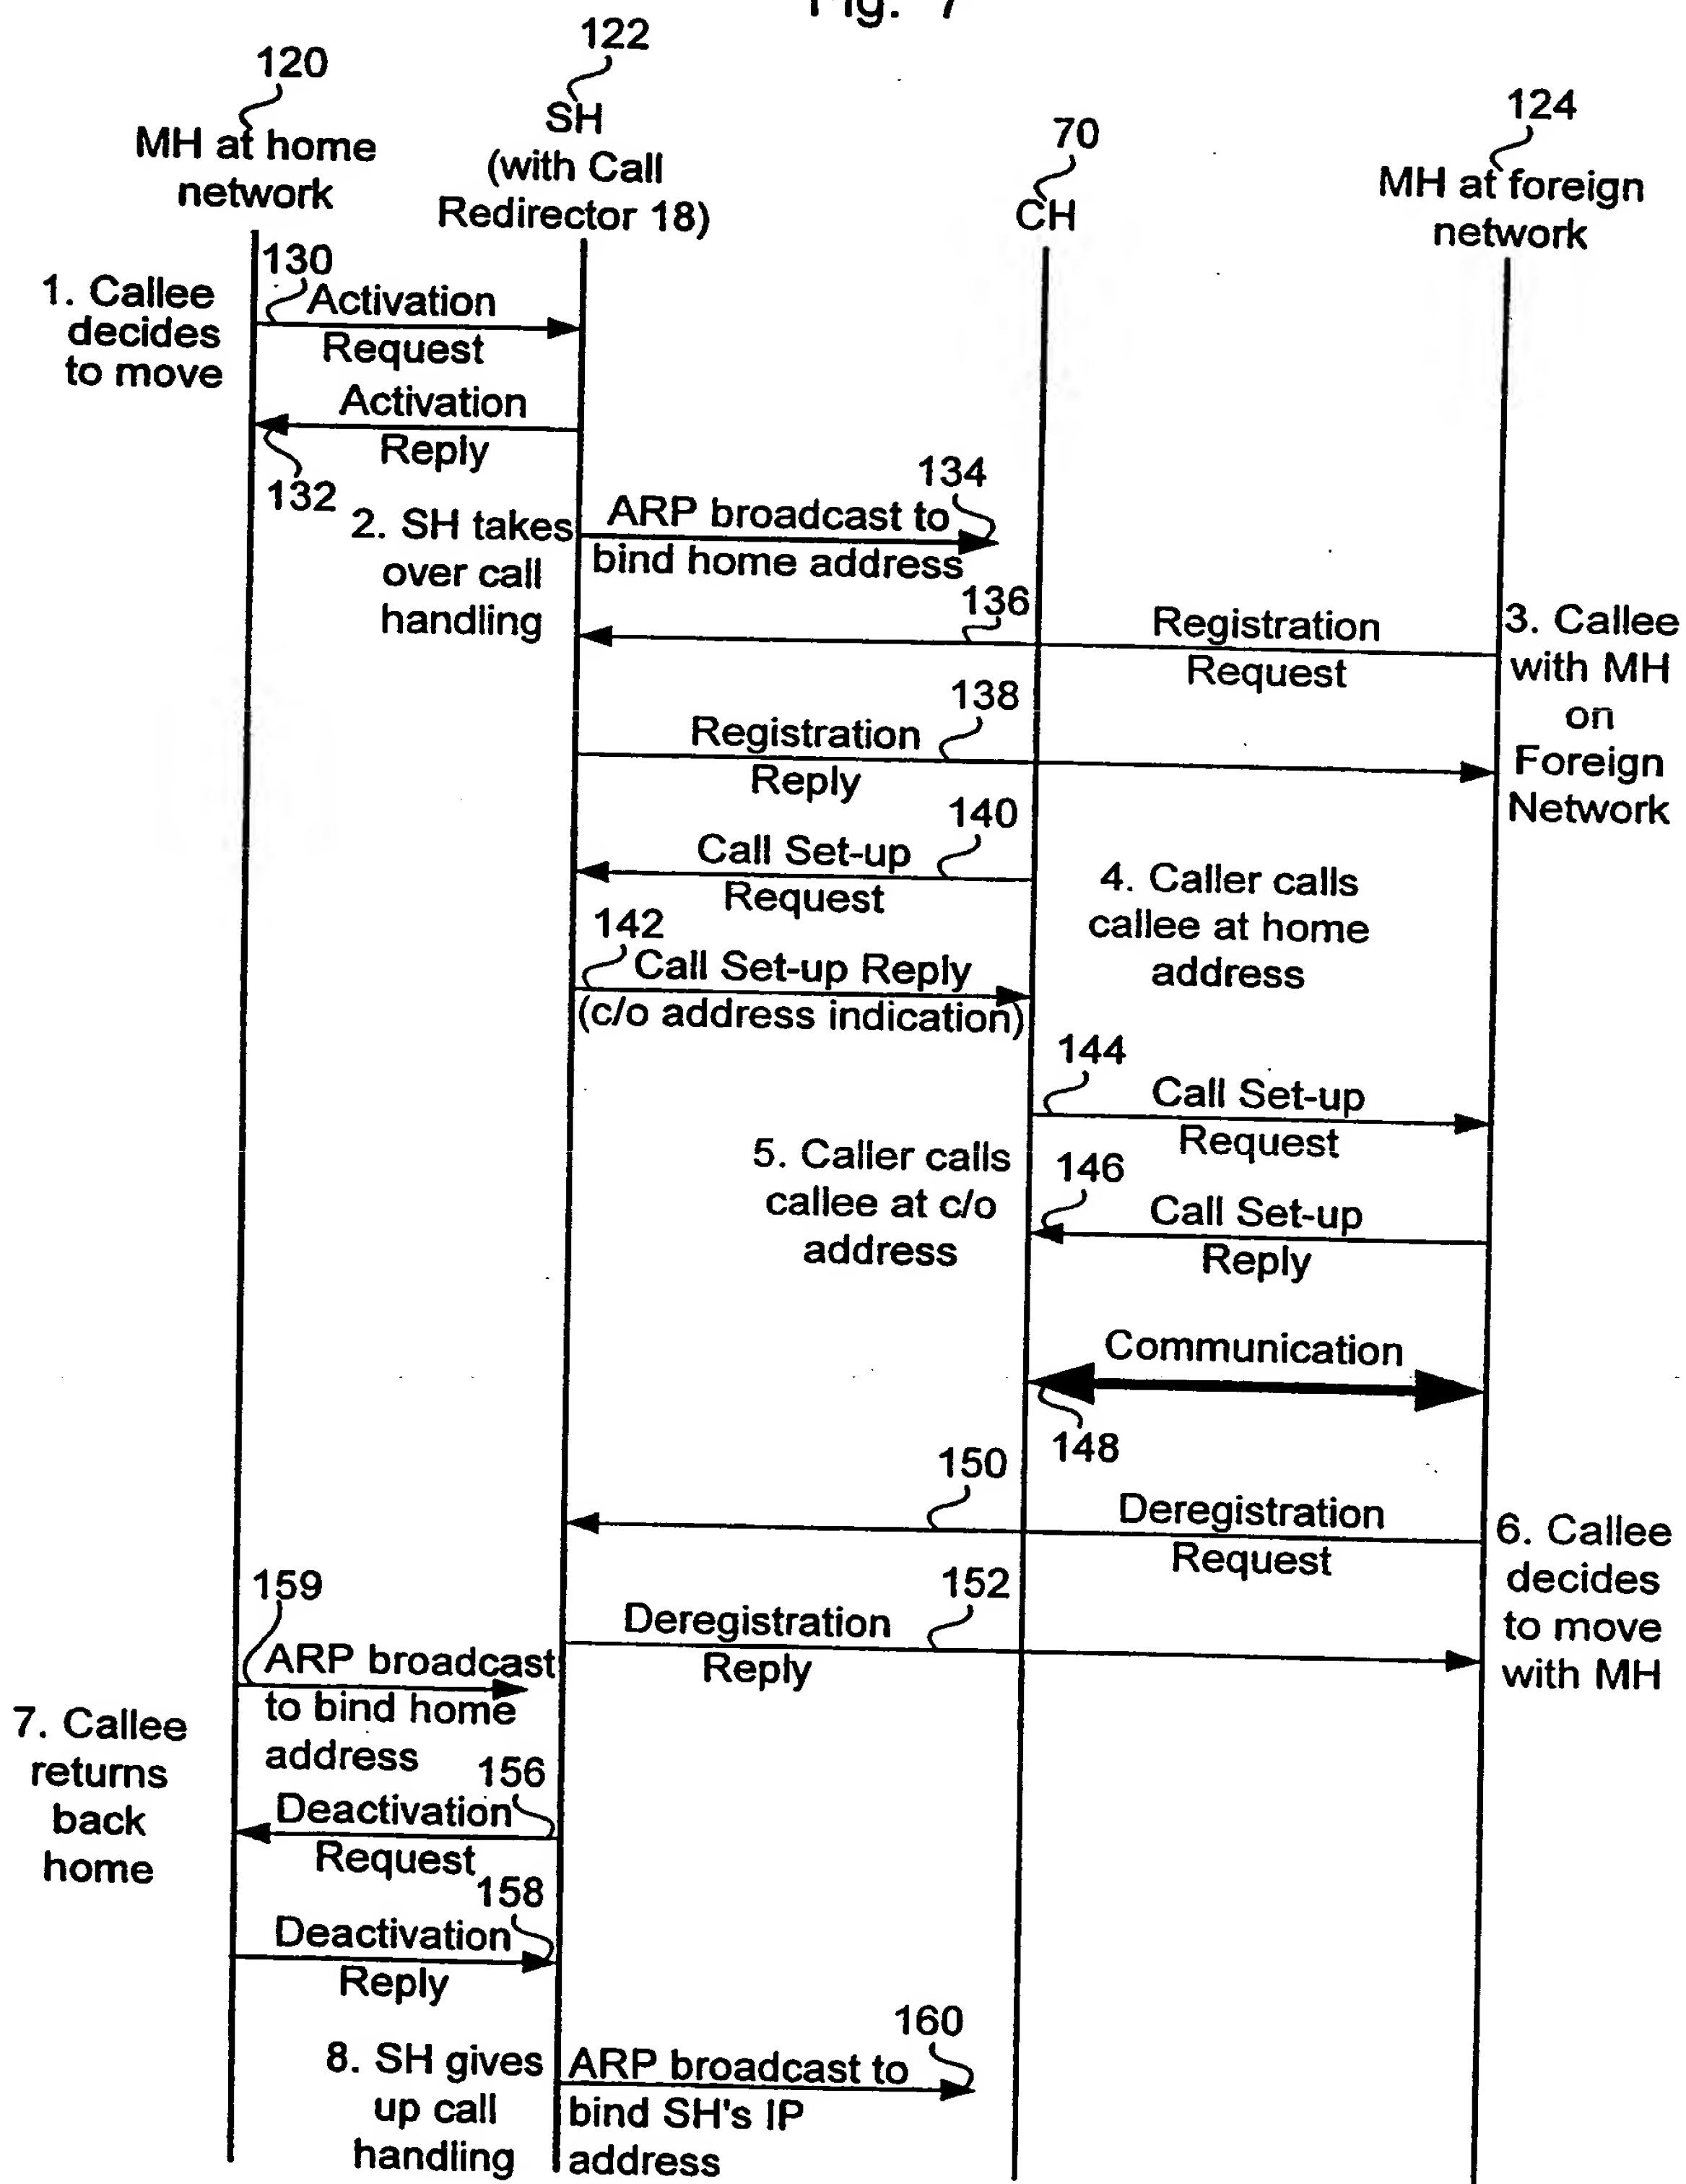 Fig. 7
120
122
MH at home
network
SH
(with Call
Redirector 18)
70
CH
124
MH at foreign
network
1. Callee
decides
to move
130
Activation
Request
Activation
Reply
132
2. SH takes
over call
handling
134
ARP broadcast to
bind home address
136
Registration
Request
3. Callee
with MH
on
Foreign
Network
138
Registration
Reply
140
Call Set-up
Request
4. Caller calls
callee at home
address
142
Call Set-up Reply
(c/o address indication)
144
Call Set-up
Request
5. Caller calls
callee at c/o
address
146
Call Set-up
Reply
Communication
148
150
Deregistration
Request
6. Callee
decides
to move
with MH
152
Deregistration
Reply
159
ARP broadcast
to bind home
address
7. Callee
returns
back
home
156
Deactivation
Request
158
Deactivation
Reply
160
8. SH gives
up call
handling
ARP broadcast to
bind SH's IP
address